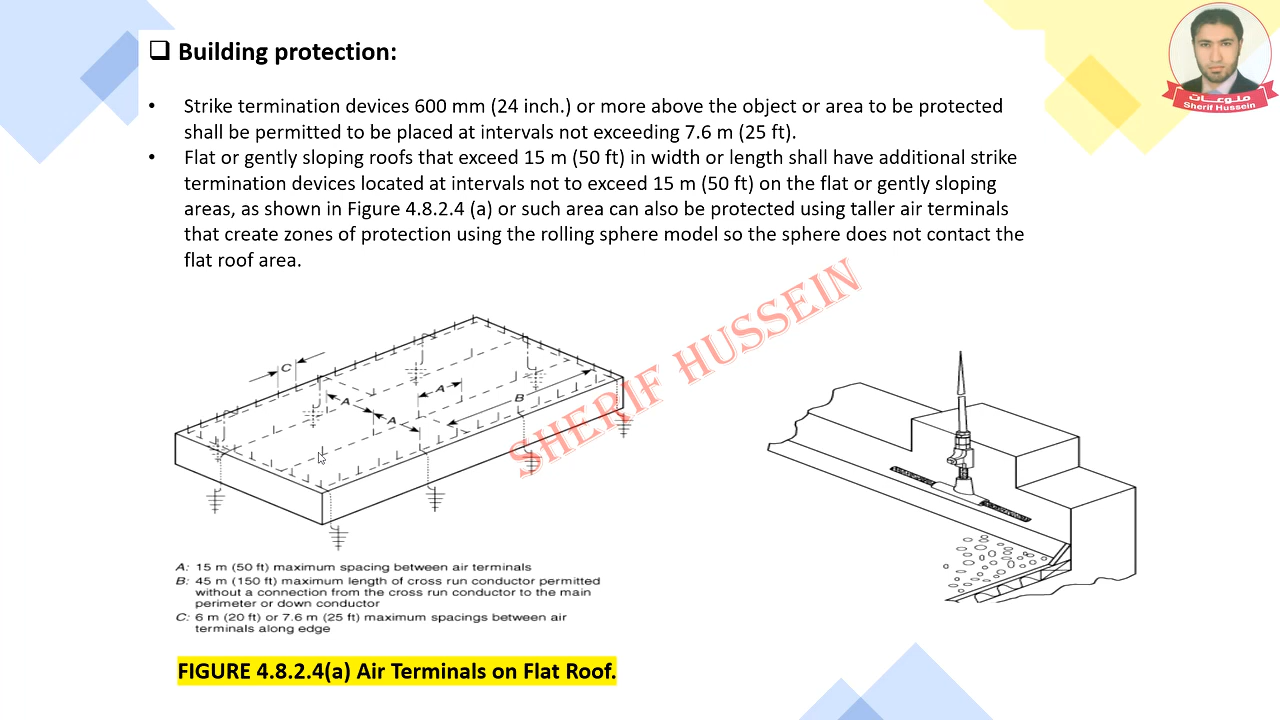 Building protection:
• Strike termination devices 600 mm (24 inch.) or more above the object or area to be protected
shall be permitted to be placed at intervals not exceeding 7.6 m (25 ft).
• Flat or gently sloping roofs that exceed 15 m (50 ft) in width or length shall have additional strike
termination devices located at intervals not to exceed 15 m (50 ft) on the flat or gently sloping
areas, as shown in Figure 4.8.2.4 (a) or such area can also be protected using taller air terminals
that create zones of protection using the rolling sphere model so the sphere does not contact the
flat roof area.
منوعات
Sherif Hussein
SHERIF HUSSEIN
C
A
A
A
B
A: 15 m (50 ft) maximum spacing between air terminals
B: 45 m (150 ft) maximum length of cross run conductor permitted
without a connection from the cross run conductor to the main
perimeter or down conductor
C: 6 m (20 ft) or 7.6 m (25 ft) maximum spacings between air
terminals along edge
FIGURE 4.8.2.4(a) Air Terminals on Flat Roof.